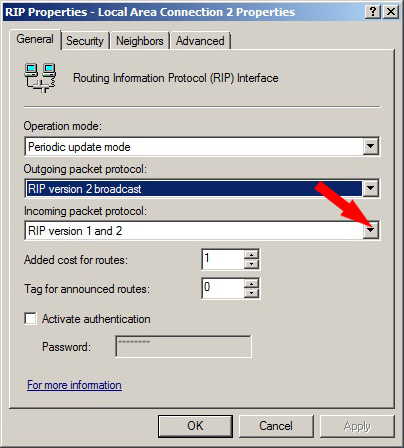 RIP Properties - Local Area Connection 2 Properties
General Security Neighbors Advanced
Routing Information Protocol (RIP) Interface
Operation mode:
Periodic update mode
Outgoing packet protocol:
RIP version 2 broadcast
Incoming packet protocol:
RIP version 1 and 2
Added cost for routes: 1
Tag for announced routes: 0
Activate authentication
Password: ********
For more information
OK Cancel Apply